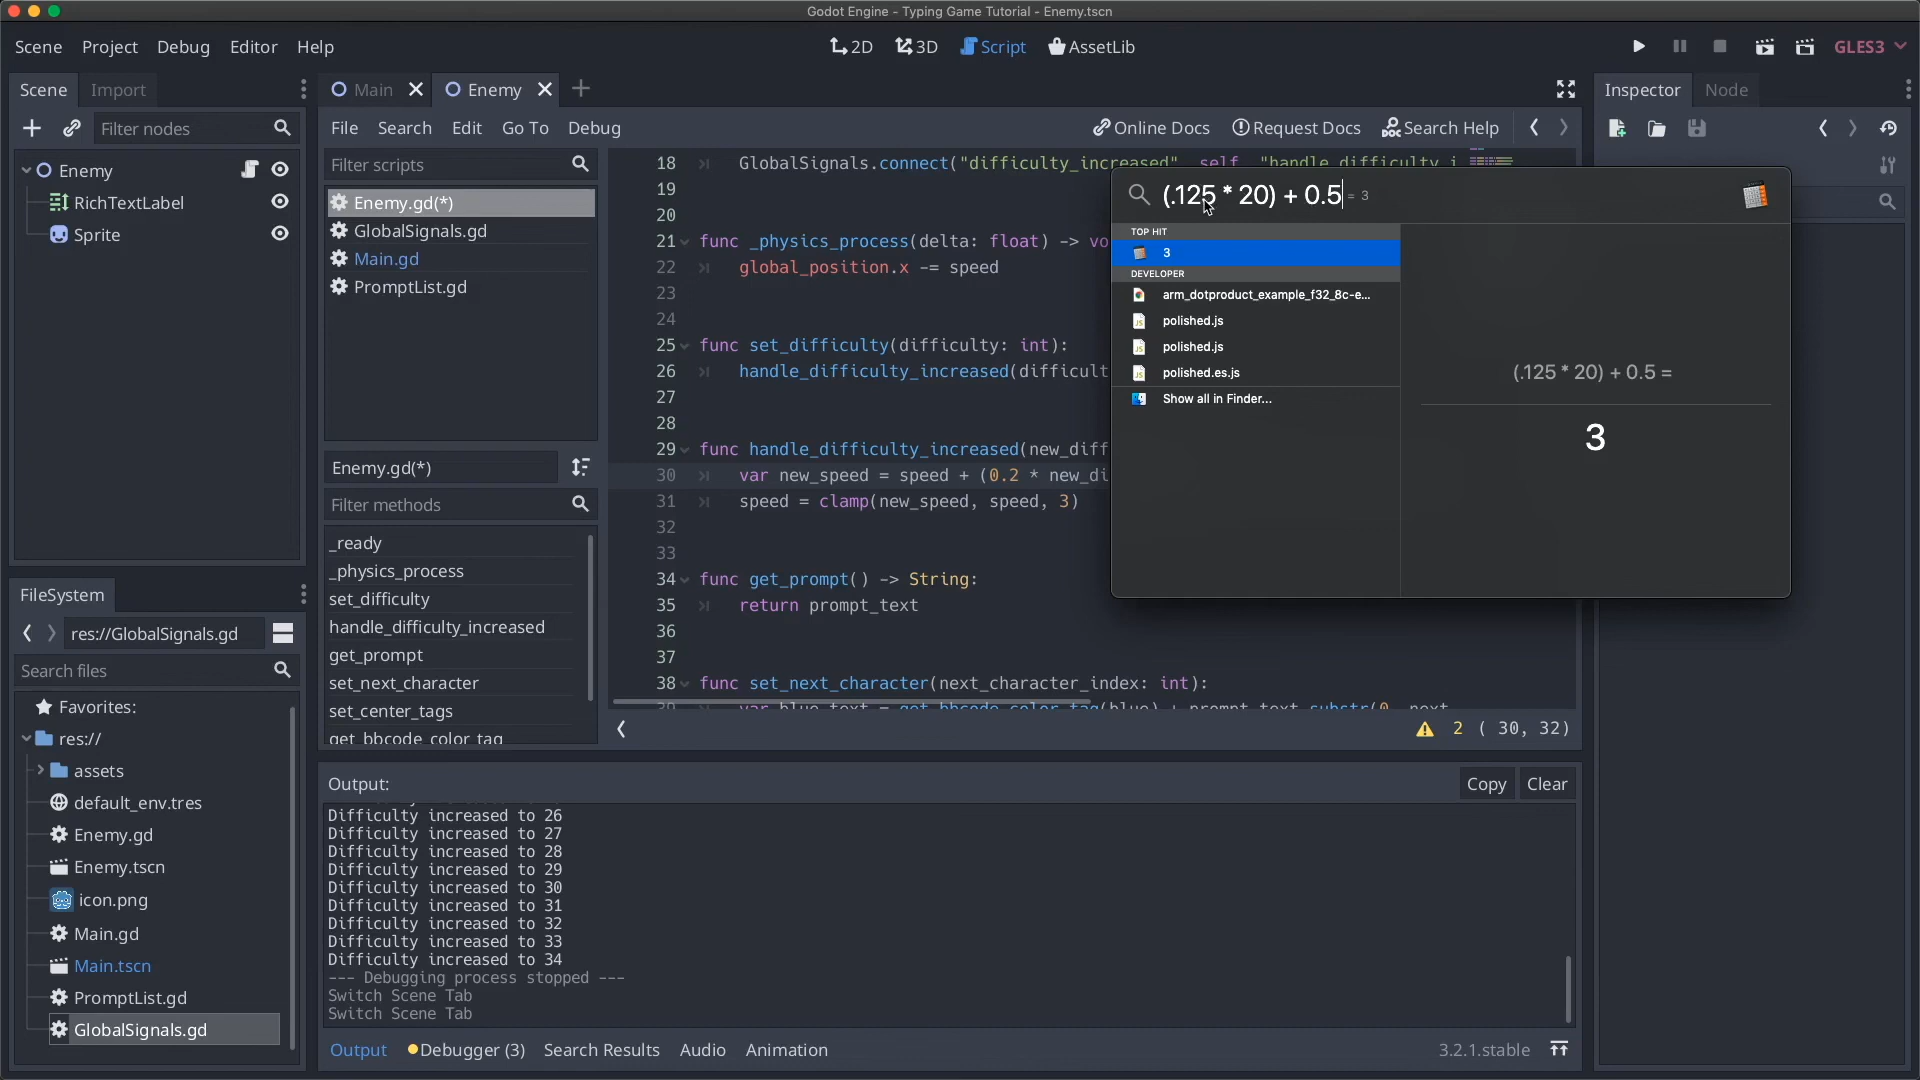 Godot Engine - Typing Game Tutorial - Enemy.tscn
Scene Project Debug Editor Help
2D 3D Script AssetLib
GLES3
Scene Import
Main Enemy
Inspector Node
Filter nodes
File Search Edit Go To Debug
Online Docs Request Docs Search Help
Enemy
RichTextLabel
Sprite
Filter scripts
Enemy.gd(*)
GlobalSignals.gd
Main.gd
PromptList.gd
Enemy.gd(*)
Filter methods
_ready
_physics_process
set_difficulty
handle_difficulty_increased
get_prompt
set_next_character
set_center_tags
get_bbcode_color_tag
18 GlobalSignals.connect("difficulty_increased", self, "handle_difficulty_i
19
20
21 func _physics_process(delta: float) -> vo
22 global_position.x -= speed
23
24
25 func set_difficulty(difficulty: int):
26 handle_difficulty_increased(difficult
27
28
29 func handle_difficulty_increased(new_diff
30 var new_speed = speed + (0.2 * new_di
31 speed = clamp(new_speed, speed, 3)
32
33
34 func get_prompt() -> String:
35 return prompt_text
36
37
38 func set_next_character(next_character_index: int):
39 var blue_text = get_bbcode_color_tag(blue) + prompt_text.substr(0, next
2 ( 30, 32)
(.125 * 20) + 0.5 = 3
TOP HIT
3
DEVELOPER
arm_dotproduct_example_f32_8c-e...
polished.js
polished.js
polished.es.js
Show all in Finder...
(.125 * 20) + 0.5 =
3
FileSystem
res://GlobalSignals.gd
Search files
Favorites:
res://
assets
default_env.tres
Enemy.gd
Enemy.tscn
icon.png
Main.gd
Main.tscn
PromptList.gd
GlobalSignals.gd
Output:
Copy Clear
Difficulty increased to 26
Difficulty increased to 27
Difficulty increased to 28
Difficulty increased to 29
Difficulty increased to 30
Difficulty increased to 31
Difficulty increased to 32
Difficulty increased to 33
Difficulty increased to 34
--- Debugging process stopped ---
Switch Scene Tab
Switch Scene Tab
Output Debugger (3) Search Results Audio Animation
3.2.1.stable